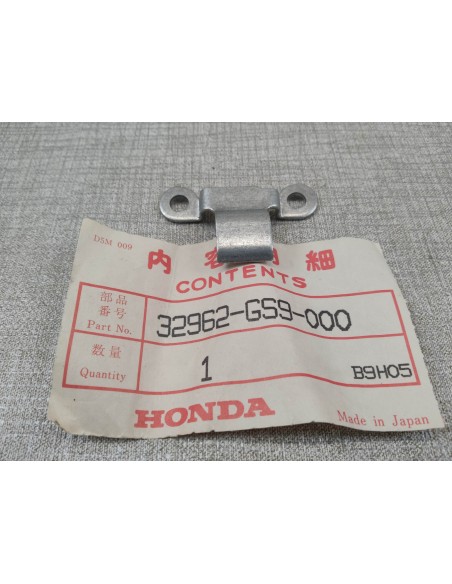 DSM 009
内容明細
CONTENTS
部品
番号
Part No.
32962-GS9-000
数量
Quantity
1
B9H05
HONDA
Made in Japan